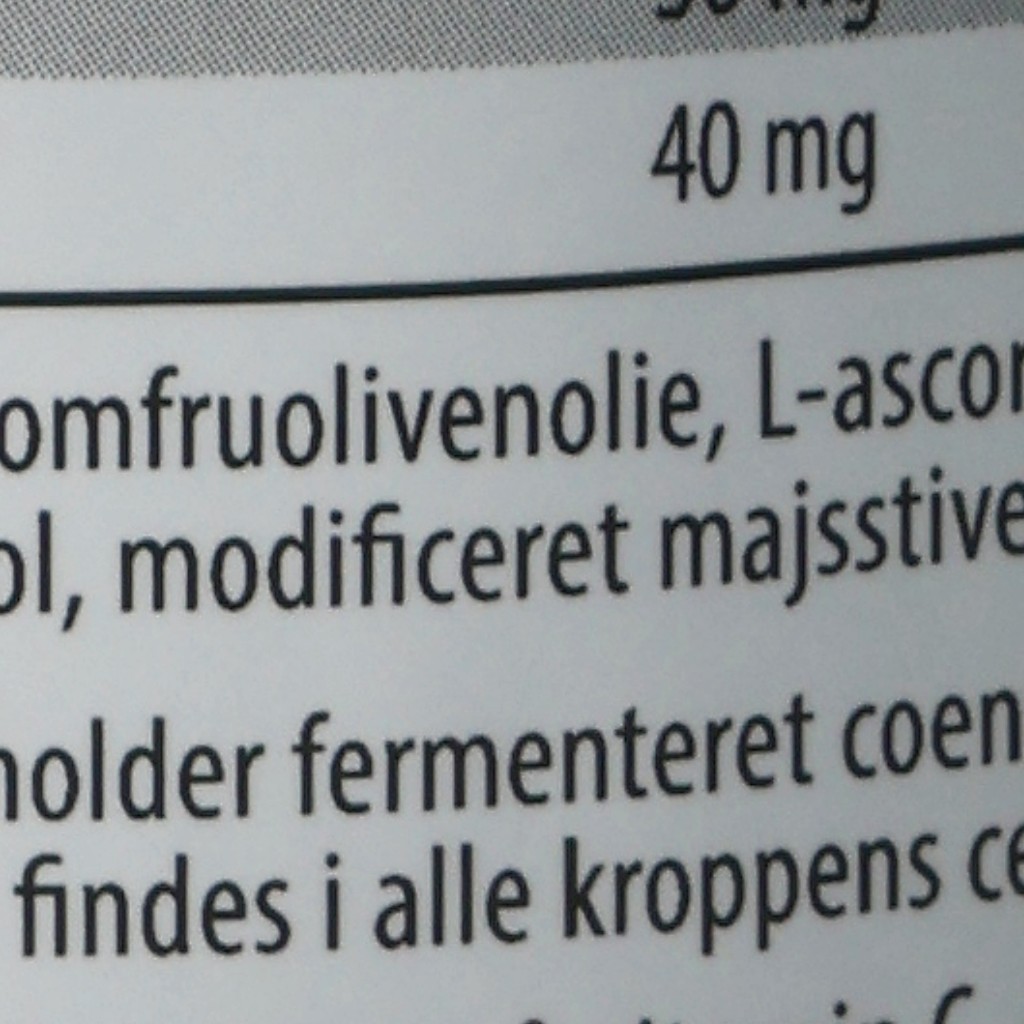 40 mg
omfruolivenolie, L-ascor
ol, modificeret majsstive
holder fermenteret coen
findes i alle kroppens ce